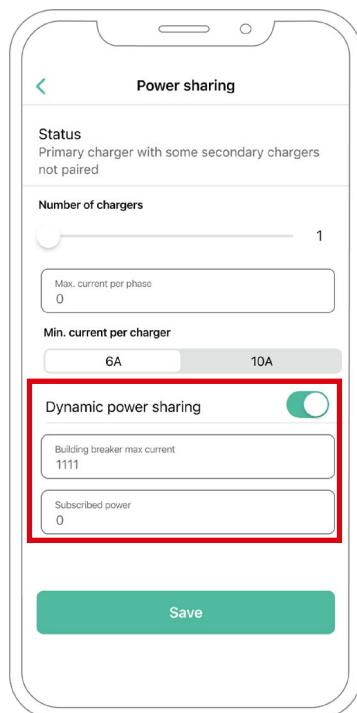 Power sharing
Status
Primary charger with some secondary chargers
not paired
Number of chargers
1
Max. current per phase
0
Min. current per charger
6A 10A
Dynamic power sharing
Building breaker max current
1111
Subscribed power
0
Save